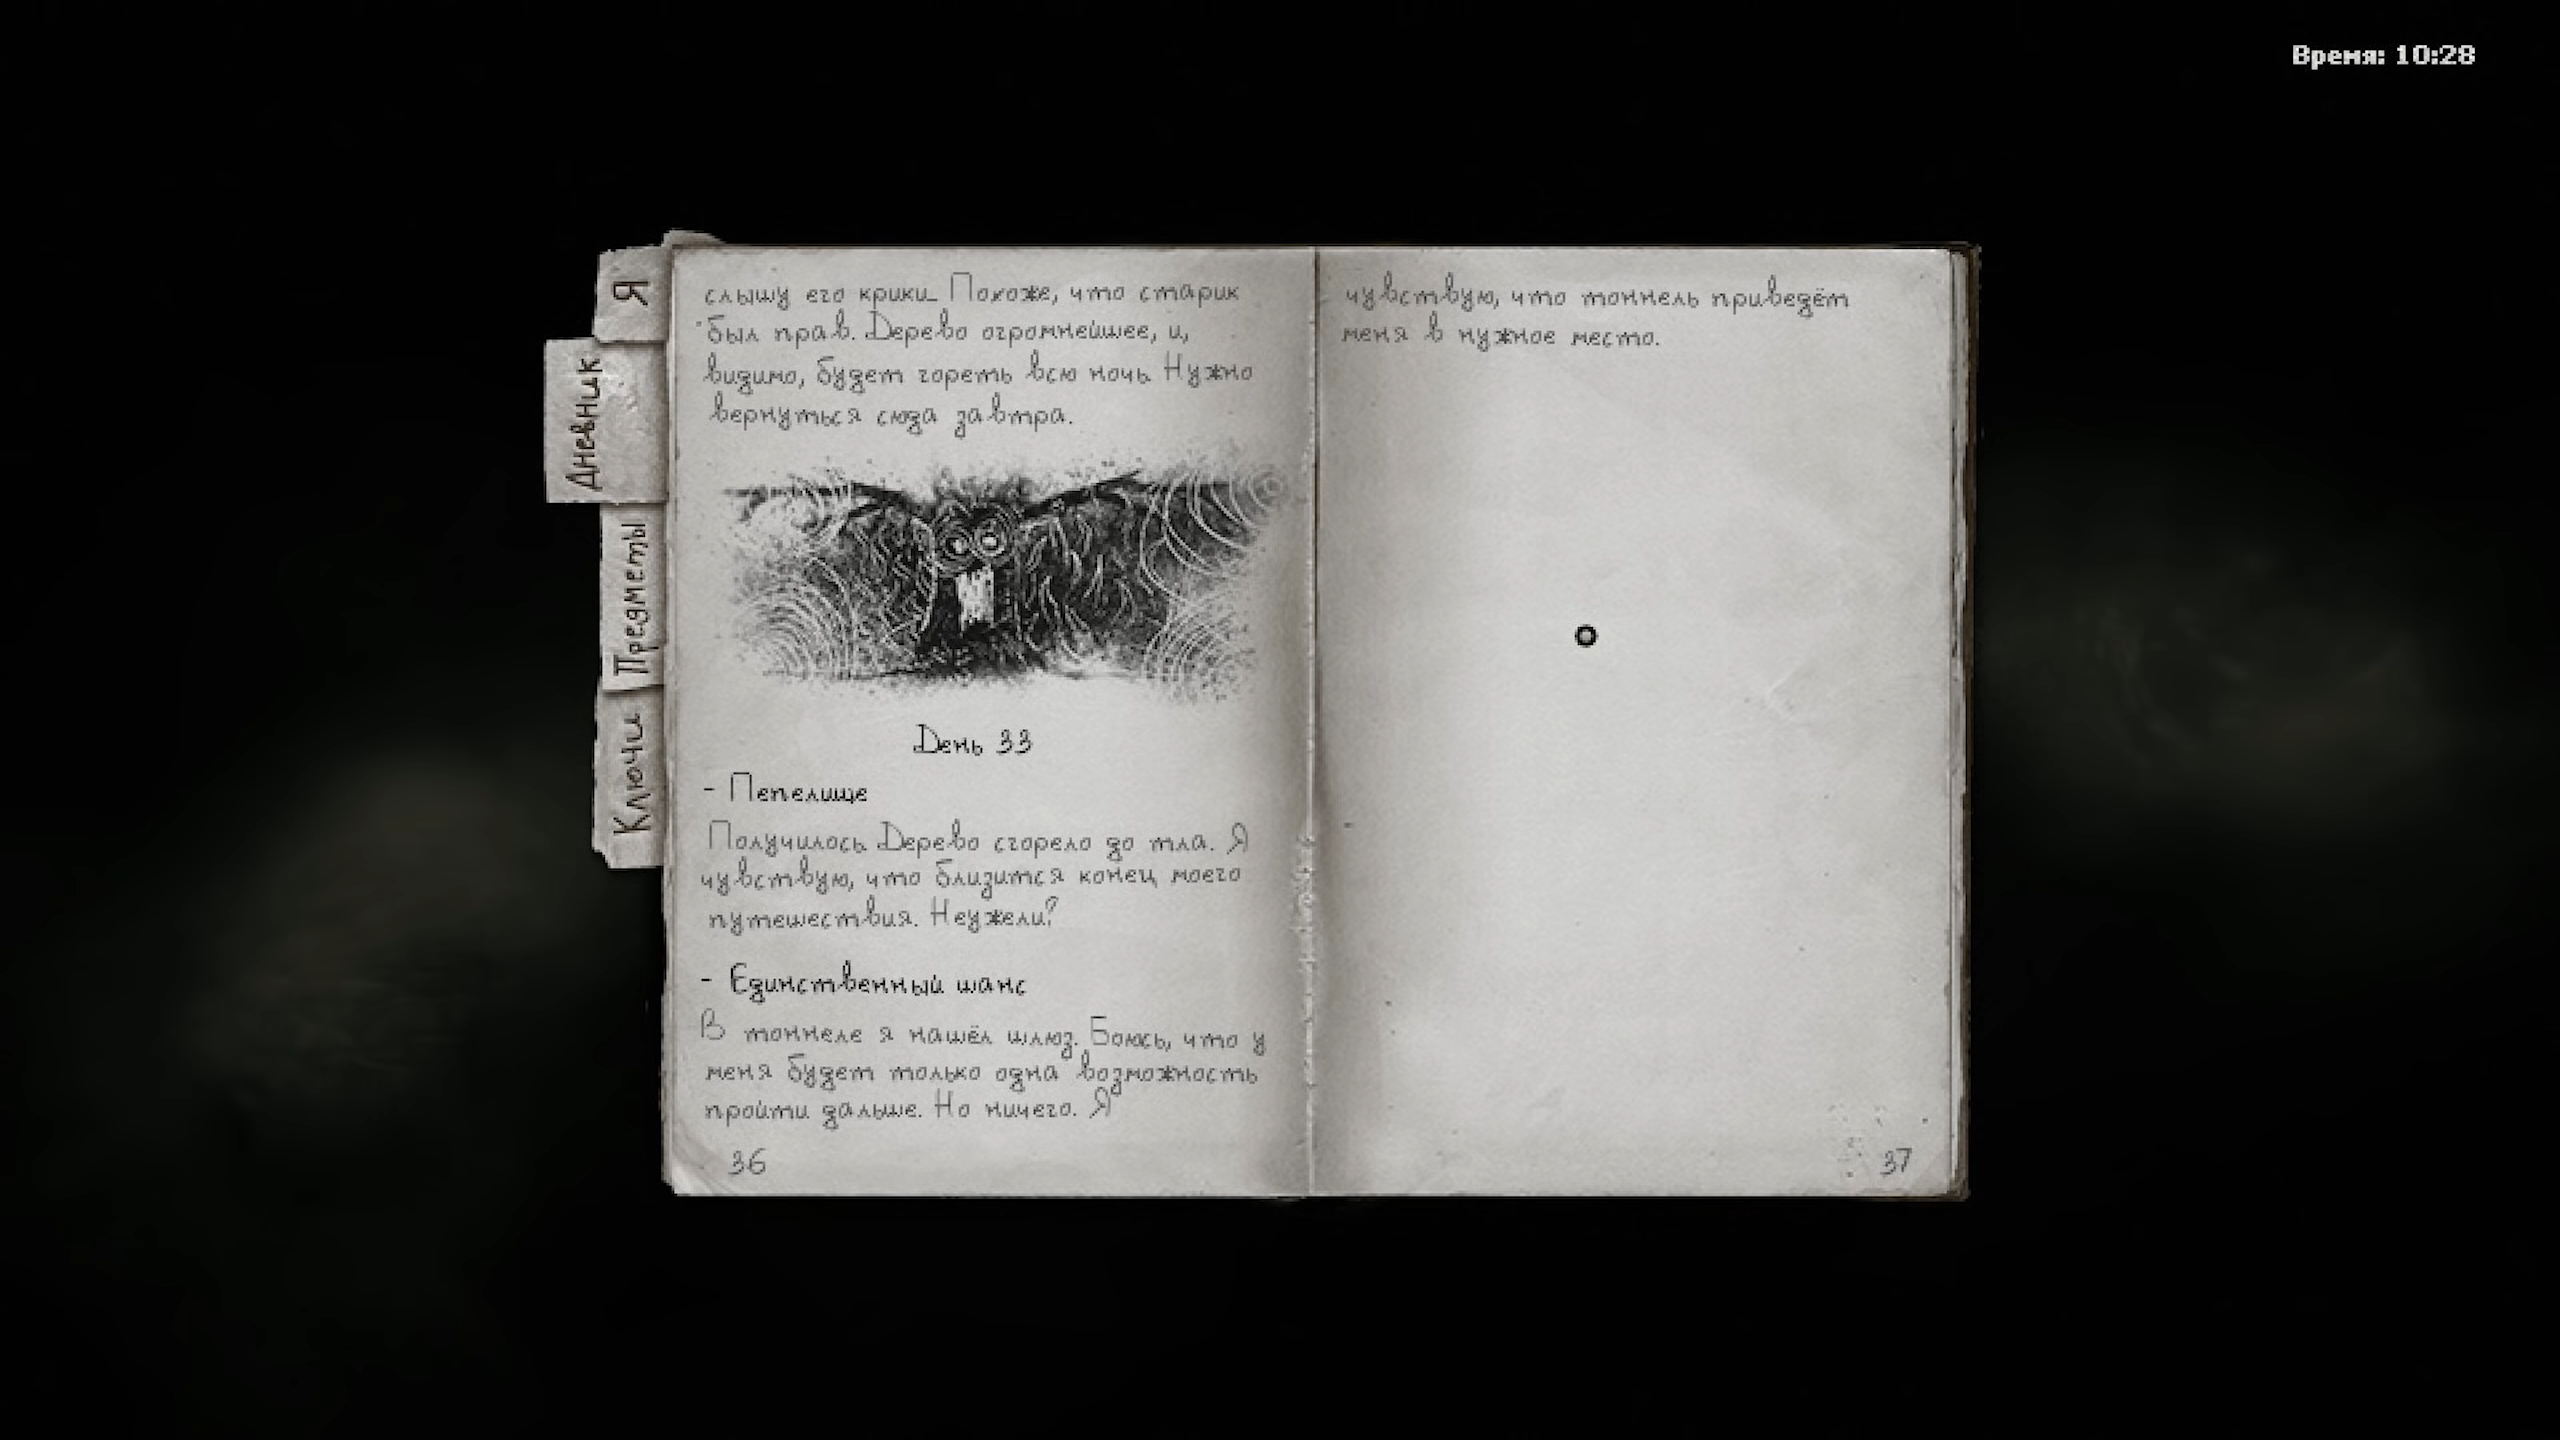 Время: 10:28
Я
Дневник
Предметы
Ключи
слышу его крики. Похоже, что старик
был прав. Дерево огромнейшее, и,
видимо, будет гореть всю ночь. Нужно
вернуться сюда завтра.
День 33
- Пепелище
Получилось. Дерево сгорело до тла. Я
чувствую, что близится конец моего
путешествия. Неужели?
- Единственный шанс
В тоннеле я нашёл шлюз. Боюсь, что у
меня будет только одна возможность
пройти дальше. Но ничего. Я
36
чувствую, что тоннель приведёт
меня в нужное место.
37